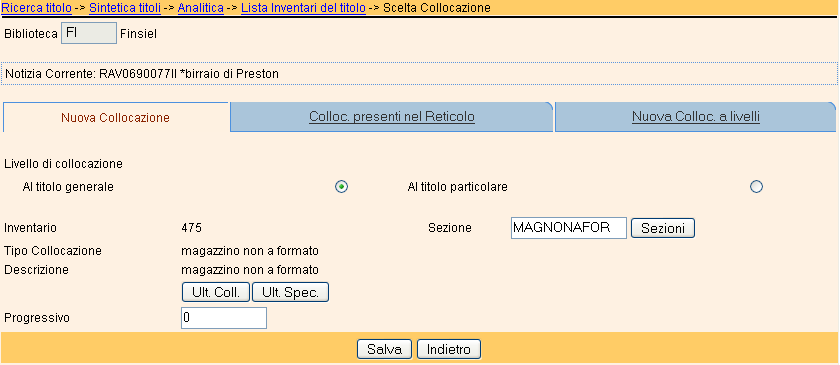 Ricerca titolo -> Sintetica titoli -> Analitica -> Lista Inventari del titolo -> Scelta Collocazione
Biblioteca FI Finsiel
Notizia Corrente: RAV0690077Il *birraio di Preston
Nuova Collocazione Colloc. presenti nel Reticolo Nuova Colloc. a livelli
Livello di collocazione
Al titolo generale Al titolo particolare
Inventario 475 Sezione MAGNONAFOR Sezioni
Tipo Collocazione magazzino non a formato
Descrizione magazzino non a formato
Ult. Coll. Ult. Spec.
Progressivo 0
Salva Indietro